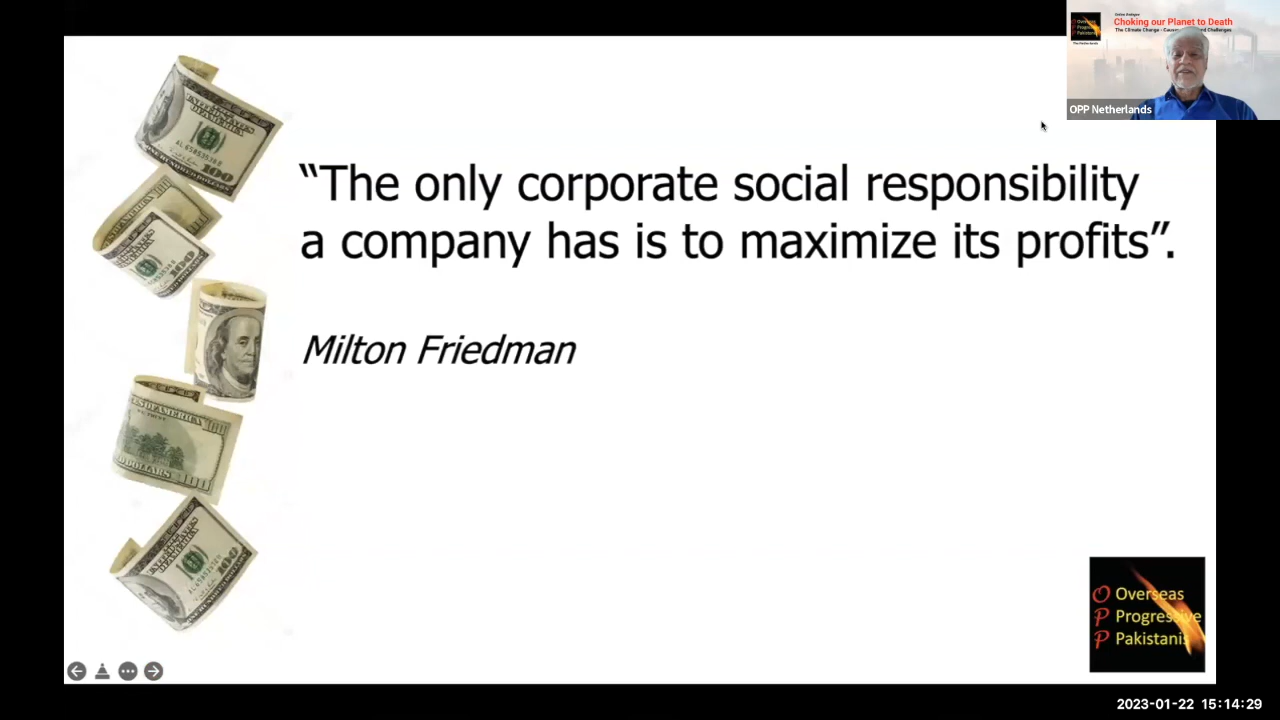 Choking our Planet to Death
OPP Netherlands
“The only corporate social responsibility
a company has is to maximize its profits”.
Milton Friedman
O Overseas
P Progressive
P Pakistanis
2023-01-22 15:14:29